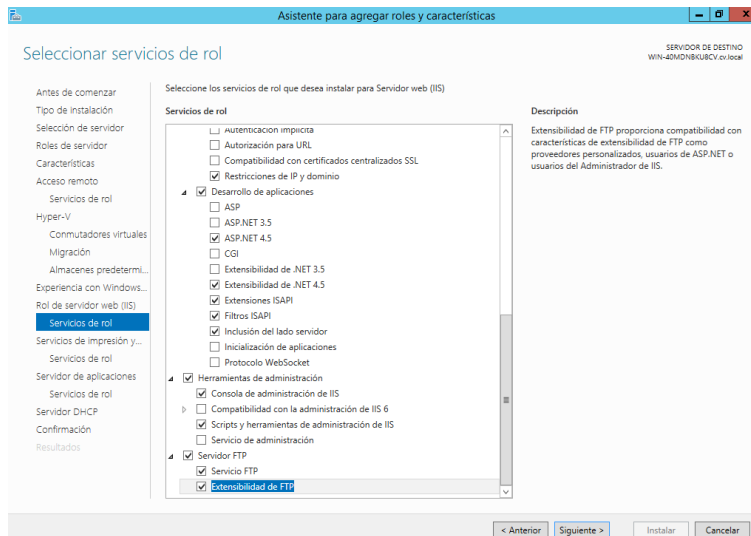 Asistente para agregar roles y características
Seleccionar servicios de rol
SERVIDOR DE DESTINO
WIN-40MDNBKU8CV.cv.local
Antes de comenzar
Tipo de instalación
Selección de servidor
Roles de servidor
Características
Acceso remoto
Servicios de rol
Hyper-V
Conmutadores virtuales
Migración
Almacenes predetermi...
Experiencia con Windows...
Rol de servidor web (IIS)
Servicios de rol
Servicios de impresión y...
Servicios de rol
Servidor de aplicaciones
Servicios de rol
Servidor DHCP
Confirmación
Resultados
Seleccione los servicios de rol que desea instalar para Servidor web (IIS)
Servicios de rol
Autenticación implícita
Autorización para URL
Compatibilidad con certificados centralizados SSL
Restricciones de IP y dominio
Desarrollo de aplicaciones
ASP
ASP.NET 3.5
ASP.NET 4.5
CGI
Extensibilidad de .NET 3.5
Extensibilidad de .NET 4.5
Extensiones ISAPI
Filtros ISAPI
Inclusión del lado servidor
Inicialización de aplicaciones
Protocolo WebSocket
Herramientas de administración
Consola de administración de IIS
Compatibilidad con la administración de IIS 6
Scripts y herramientas de administración de IIS
Servicio de administración
Servidor FTP
Servicio FTP
Extensibilidad de FTP
Descripción
Extensibilidad de FTP proporciona compatibilidad con
características de extensibilidad de FTP como
proveedores personalizados, usuarios de ASP.NET o
usuarios del Administrador de IIS.
< Anterior
Siguiente >
Instalar
Cancelar